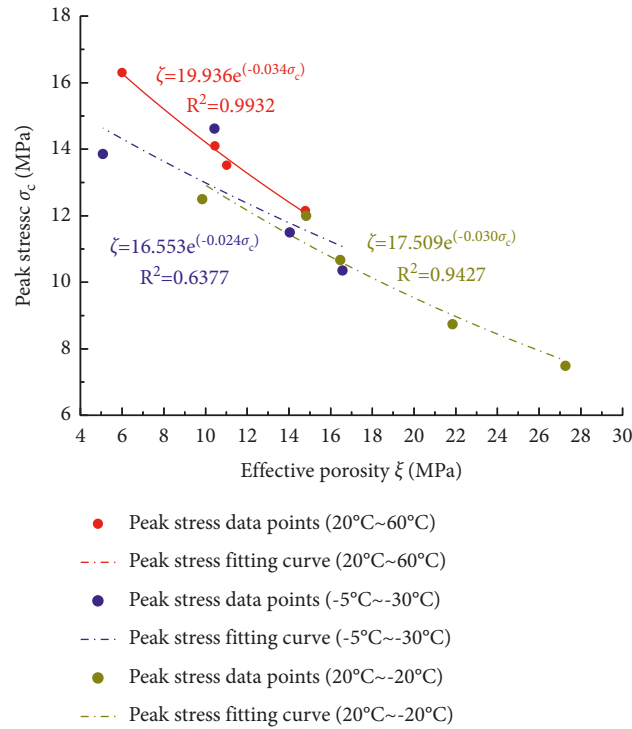 18
16
14
12
10
8
6
Peak stressc σc (MPa)
ζ=19.936e(-0.034σc)
R²=0.9932
ζ=16.553e(-0.024σc)
R²=0.6377
ζ=17.509e(-0.030σc)
R²=0.9427
4 6 8 10 12 14 16 18 20 22 24 26 28 30
Effective porosity ξ (MPa)
Peak stress data points (20°C~60°C)
Peak stress fitting curve (20°C~60°C)
Peak stress data points (-5°C~-30°C)
Peak stress fitting curve (-5°C~-30°C)
Peak stress data points (20°C~-20°C)
Peak stress fitting curve (20°C~-20°C)